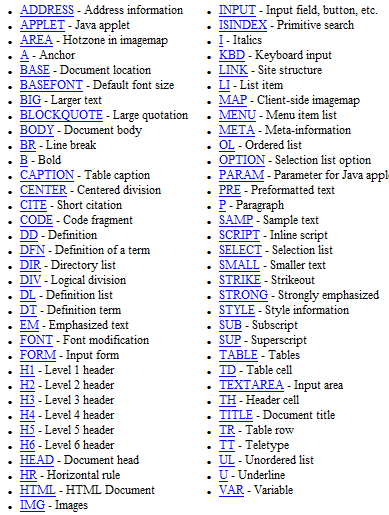 ADDRESS - Address information
APPLET - Java applet
AREA - Hotzone in imagemap
A - Anchor
BASE - Document location
BASEFONT - Default font size
BIG - Larger text
BLOCKQUOTE - Large quotation
BODY - Document body
BR - Line break
B - Bold
CAPTION - Table caption
CENTER - Centered division
CITE - Short citation
CODE - Code fragment
DD - Definition
DFN - Definition of a term
DIR - Directory list
DIV - Logical division
DL - Definition list
DT - Definition term
EM - Emphasized text
FONT - Font modification
FORM - Input form
H1 - Level 1 header
H2 - Level 2 header
H3 - Level 3 header
H4 - Level 4 header
H5 - Level 5 header
H6 - Level 6 header
HEAD - Document head
HR - Horizontal rule
HTML - HTML Document
IMG - Images
INPUT - Input field, button, etc.
ISINDEX - Primitive search
I - Italics
KBD - Keyboard input
LINK - Site structure
LI - List item
MAP - Client-side imagemap
MENU - Menu item list
META - Meta-information
OL - Ordered list
OPTION - Selection list option
PARAM - Parameter for Java appl
PRE - Preformatted text
P - Paragraph
SAMP - Sample text
SCRIPT - Inline script
SELECT - Selection list
SMALL - Smaller text
STRIKE - Strikeout
STRONG - Strongly emphasized
STYLE - Style information
SUB - Subscript
SUP - Superscript
TABLE - Tables
TD - Table cell
TEXTAREA - Input area
TH - Header cell
TITLE - Document title
TR - Table row
TT - Teletype
UL - Unordered list
U - Underline
VAR - Variable